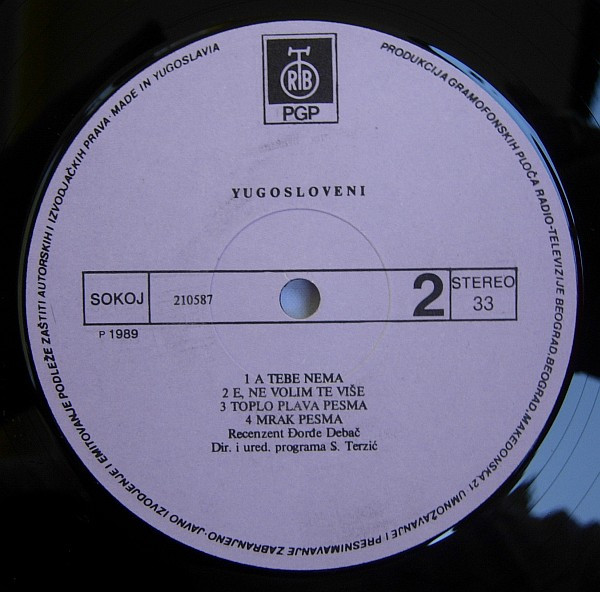 RTB
PGP
YUGOSLOVENI
SOKOJ
210587
2
STEREO
33
P 1989
1 A TEBE NEMA
2 E, NE VOLIM TE VIŠE
3 TOPLO PLAVA PESMA
4 MRAK PESMA
Recenzent Đorđe Debač
Dir. i ured. programa S. Terzić
PRODUKCIJA GRAMOFONSKIH PLOČA RADIO-TELEVIZIJE BEOGRAD, BEOGRAD, MAKEDONSKA 21 UMNOŽAVANJE I PRESNIMAVANJE ZABRANJENO. JAVNO IZVODJENJE I EMITOVANJE PODLEŽE ZAŠTITI AUTORSKIH I IZVODJAČKIH PRAVA· MADE IN YUGOSLAVIA